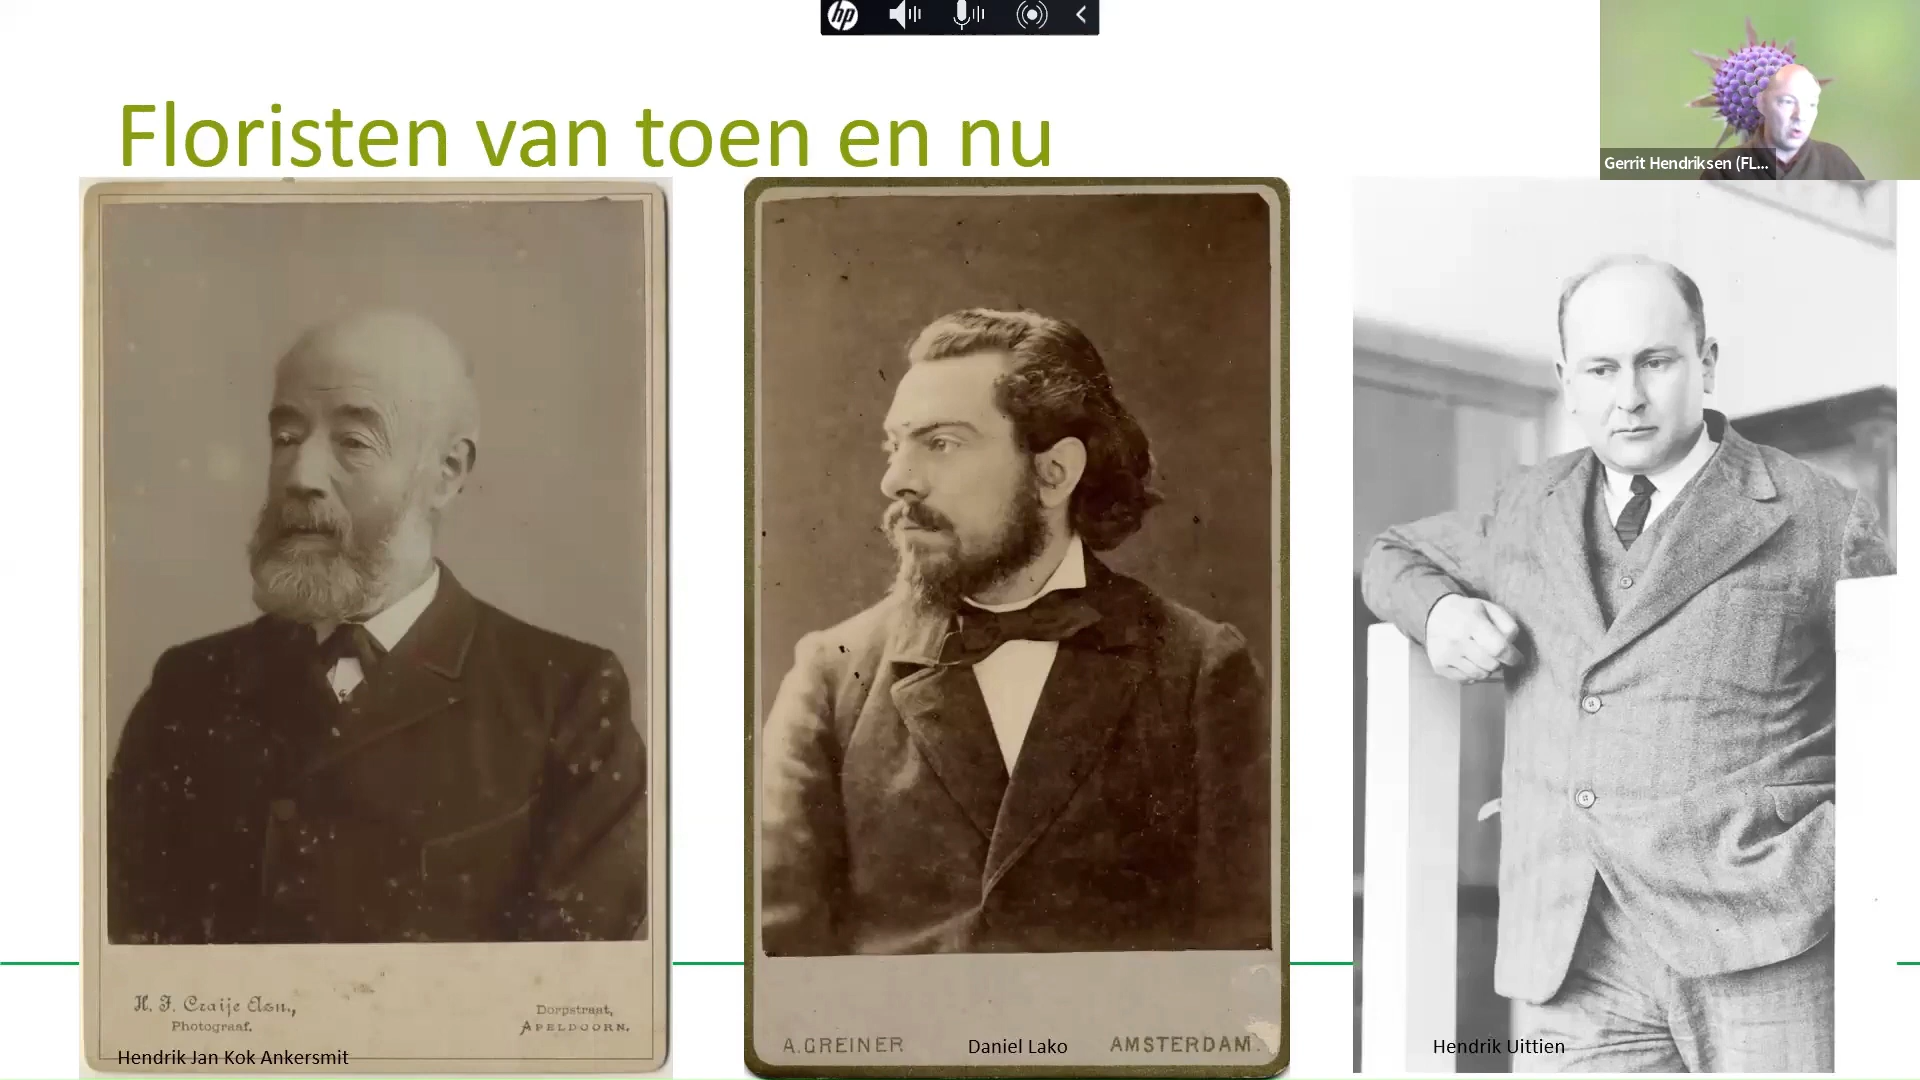 hp
Floristen van toen en nu
Gerrit Hendriksen (FL...
H. J. Craije Azn.,
Photograaf.
Dorpstraat,
APELDOORN.
Hendrik Jan Kok Ankersmit
A. GREINER
Daniel Lako
AMSTERDAM.
Hendrik Uittien